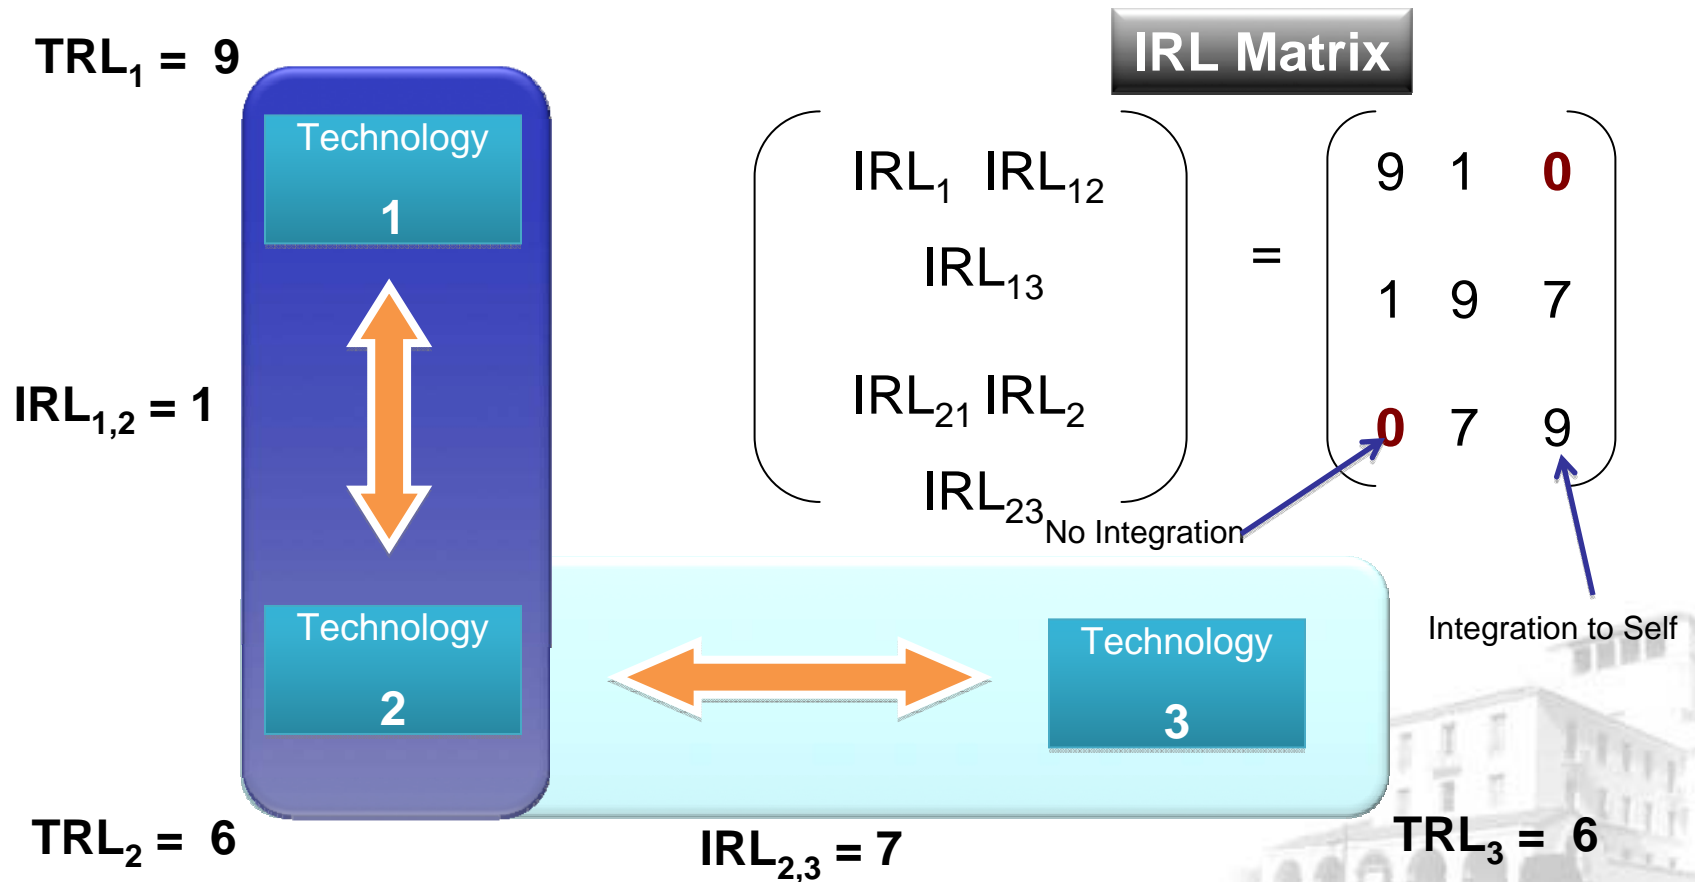 TRL₁ = 9
IRL Matrix
Technology
1
IRL₁ IRL₁₂
IRL₁₃
IRL₂₁ IRL₂
IRL₂₃
=
9 1 0
1 9 7
0 7 9
IRL₁,₂ = 1
No Integration
Integration to Self
Technology
2
Technology
3
TRL₂ = 6
IRL₂,₃ = 7
TRL₃ = 6